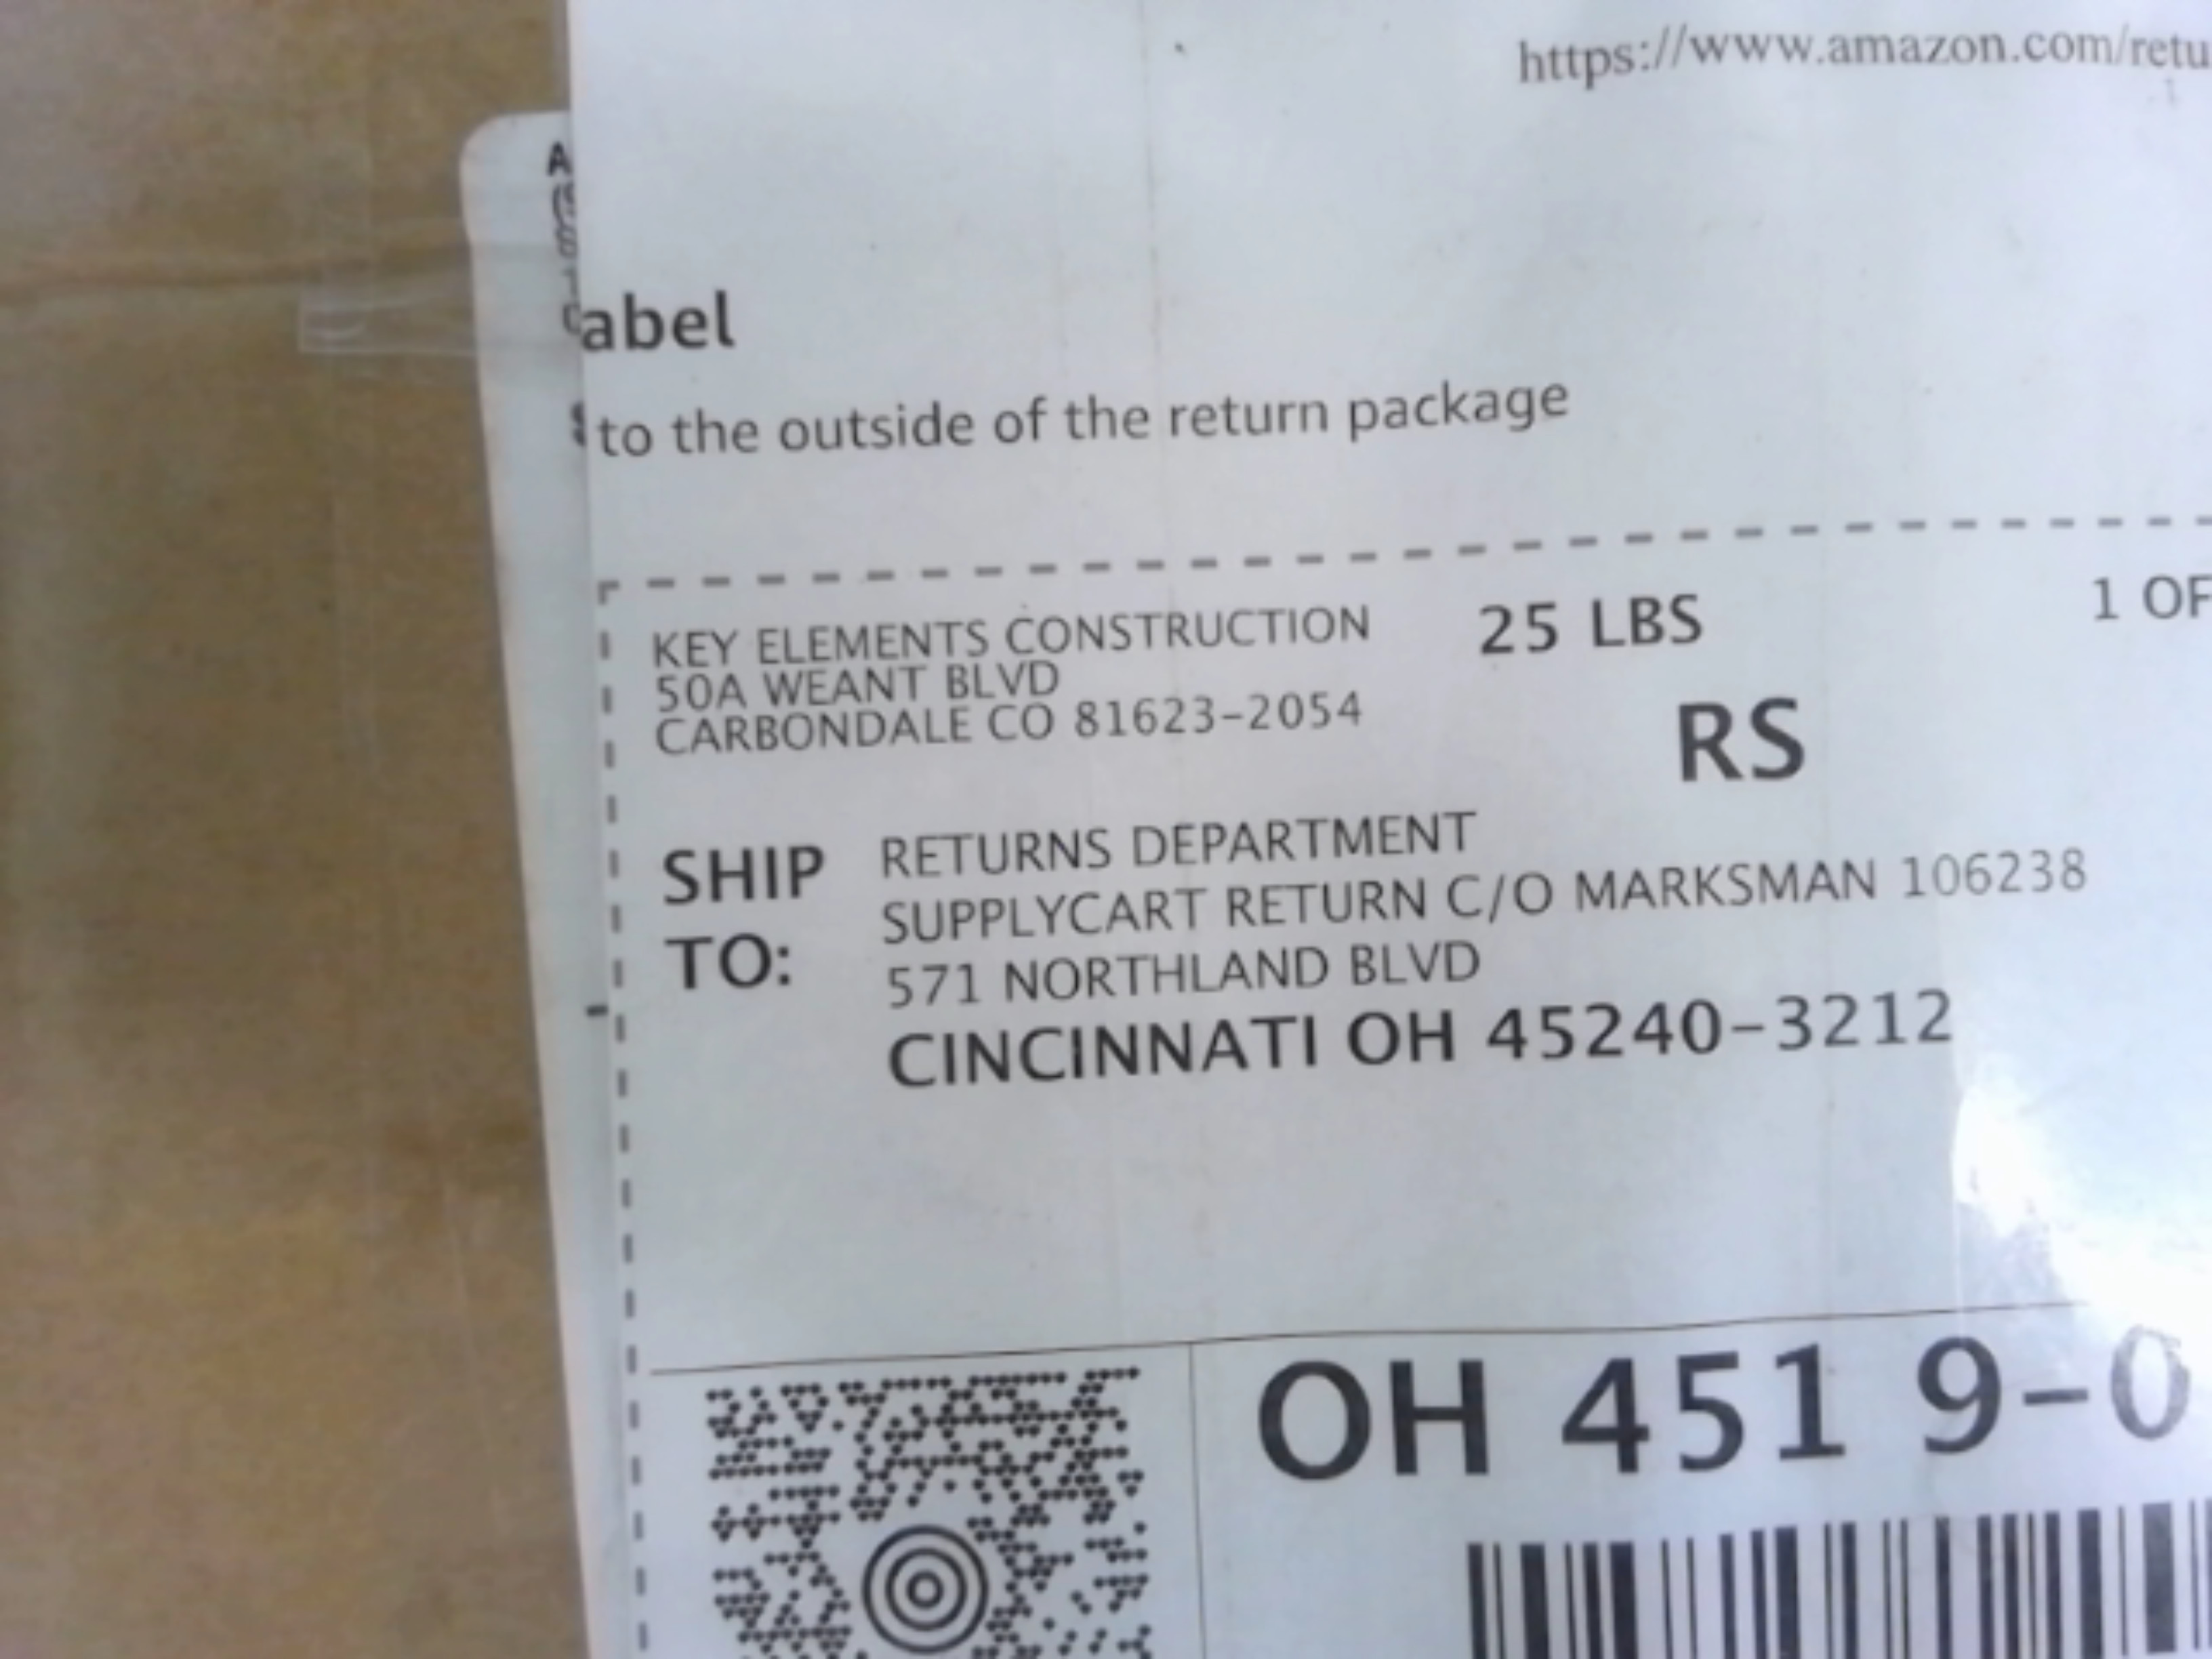 https://www.amazon.com/retu
abel
to the outside of the return package
KEY ELEMENTS CONSTRUCTION
25 LBS
1 OF
50A WEANT BLVD
CARBONDALE CO 81623-2054
RS
SHIP TO:
RETURNS DEPARTMENT
SUPPLYCART RETURN C/O MARKSMAN 106238
571 NORTHLAND BLVD
CINCINNATI OH 45240-3212
OH 451 9-0